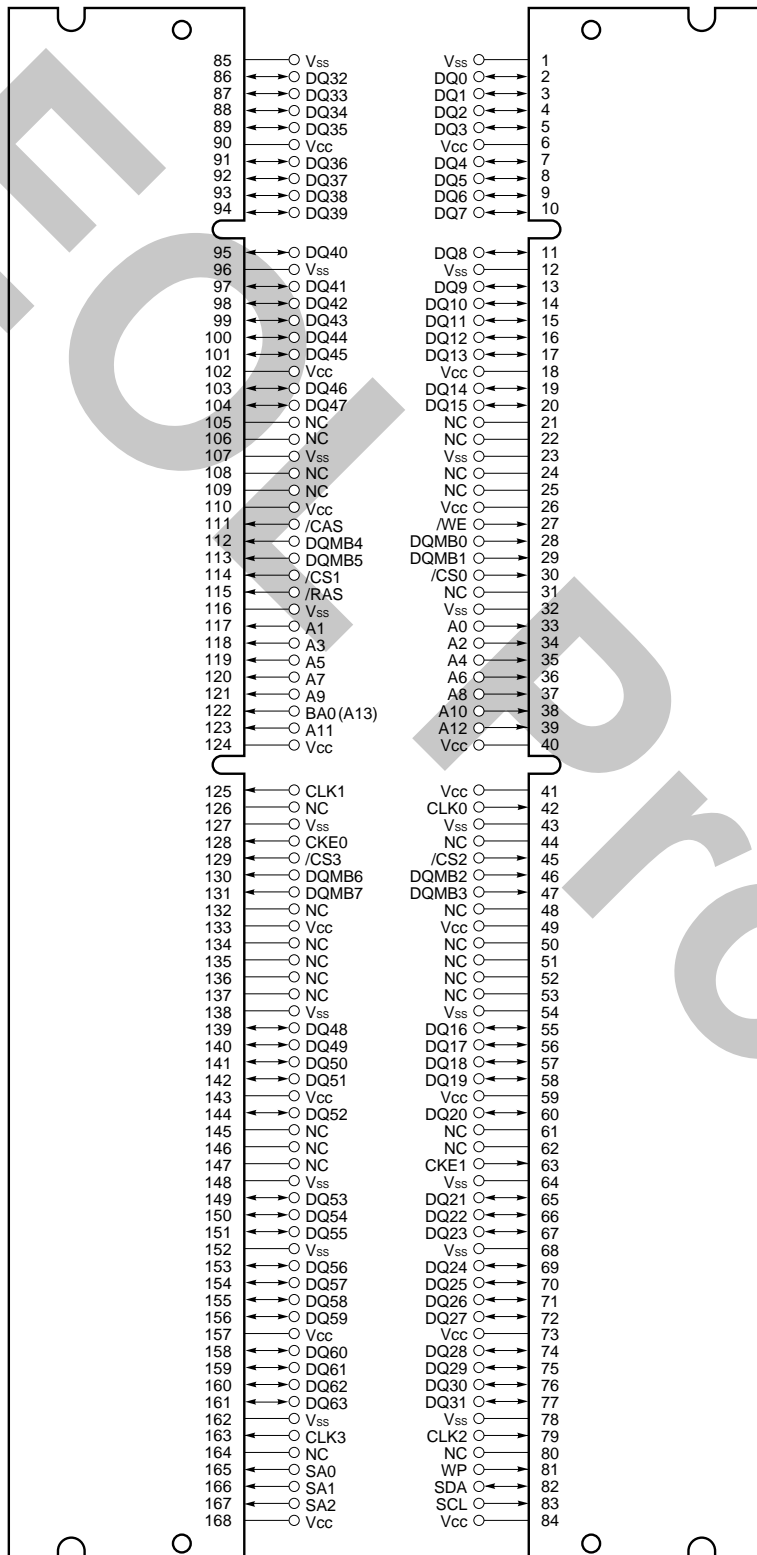 85 Vss Vss 1
86 DQ32 DQ0 2
87 DQ33 DQ1 3
88 DQ34 DQ2 4
89 DQ35 DQ3 5
90 Vcc Vcc 6
91 DQ36 DQ4 7
92 DQ37 DQ5 8
93 DQ38 DQ6 9
94 DQ39 DQ7 10
95 DQ40 DQ8 11
96 Vss Vss 12
97 DQ41 DQ9 13
98 DQ42 DQ10 14
99 DQ43 DQ11 15
100 DQ44 DQ12 16
101 DQ45 DQ13 17
102 Vcc Vcc 18
103 DQ46 DQ14 19
104 DQ47 DQ15 20
105 NC NC 21
106 NC NC 22
107 Vss Vss 23
108 NC NC 24
109 NC NC 25
110 Vcc Vcc 26
111 /CAS /WE 27
112 DQMB4 DQMB0 28
113 DQMB5 DQMB1 29
114 /CS1 /CS0 30
115 /RAS NC 31
116 Vss Vss 32
117 A1 A0 33
118 A3 A2 34
119 A5 A4 35
120 A7 A6 36
121 A9 A8 37
122 BA0 (A13) A10 38
123 A11 A12 39
124 Vcc Vcc 40
125 CLK1 Vcc 41
126 NC CLK0 42
127 Vss Vss 43
128 CKE0 NC 44
129 /CS3 /CS2 45
130 DQMB6 DQMB2 46
131 DQMB7 DQMB3 47
132 NC NC 48
133 Vcc Vcc 49
134 NC NC 50
135 NC NC 51
136 NC NC 52
137 NC NC 53
138 Vss Vss 54
139 DQ48 DQ16 55
140 DQ49 DQ17 56
141 DQ50 DQ18 57
142 DQ51 DQ19 58
143 Vcc Vcc 59
144 DQ52 DQ20 60
145 NC NC 61
146 NC NC 62
147 NC CKE1 63
148 Vss Vss 64
149 DQ53 DQ21 65
150 DQ54 DQ22 66
151 DQ55 DQ23 67
152 Vss Vss 68
153 DQ56 DQ24 69
154 DQ57 DQ25 70
155 DQ58 DQ26 71
156 DQ59 DQ27 72
157 Vcc Vcc 73
158 DQ60 DQ28 74
159 DQ61 DQ29 75
160 DQ62 DQ30 76
161 DQ63 DQ31 77
162 Vss Vss 78
163 CLK3 CLK2 79
164 NC NC 80
165 SA0 WP 81
166 SA1 SDA 82
167 SA2 SCL 83
168 Vcc Vcc 84
EOL Pro